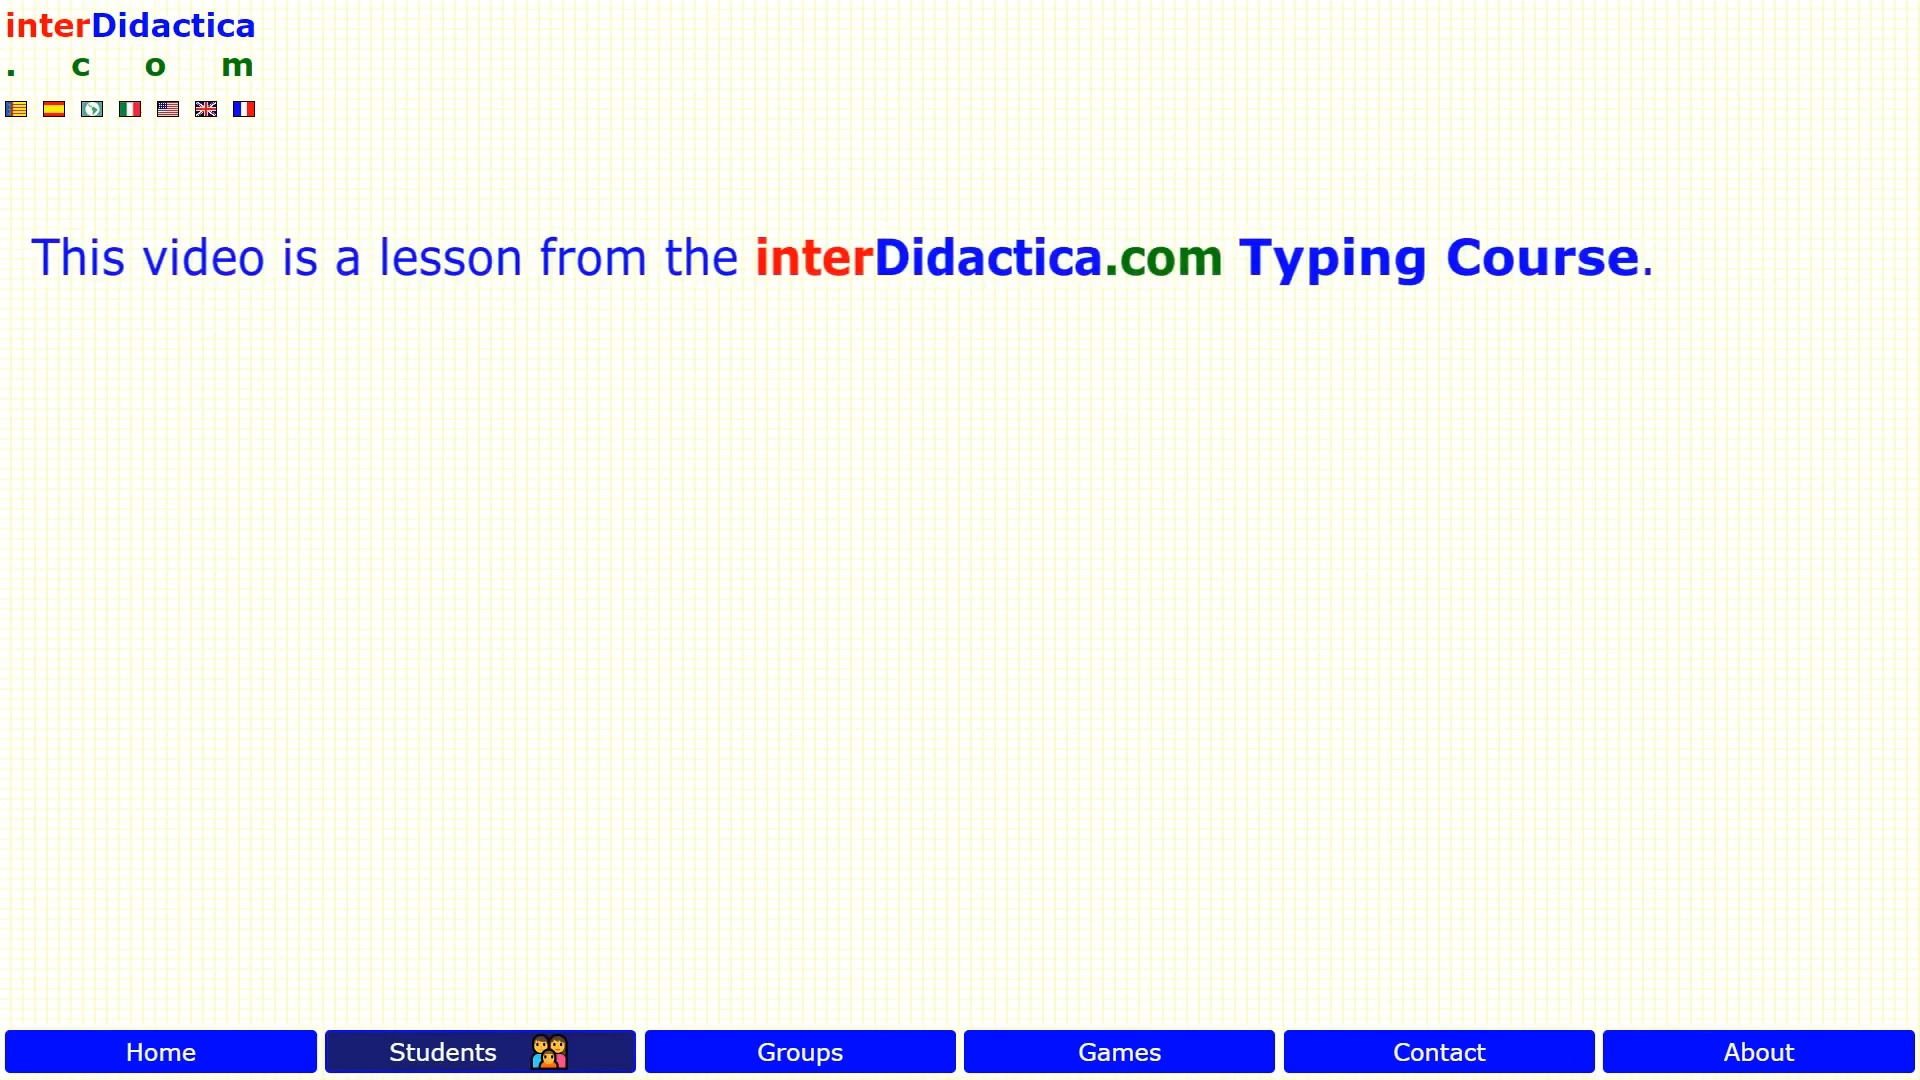 interDidactica
. c o m
This video is a lesson from the interDidactica.com Typing Course.
Home
Students
Groups
Games
Contact
About